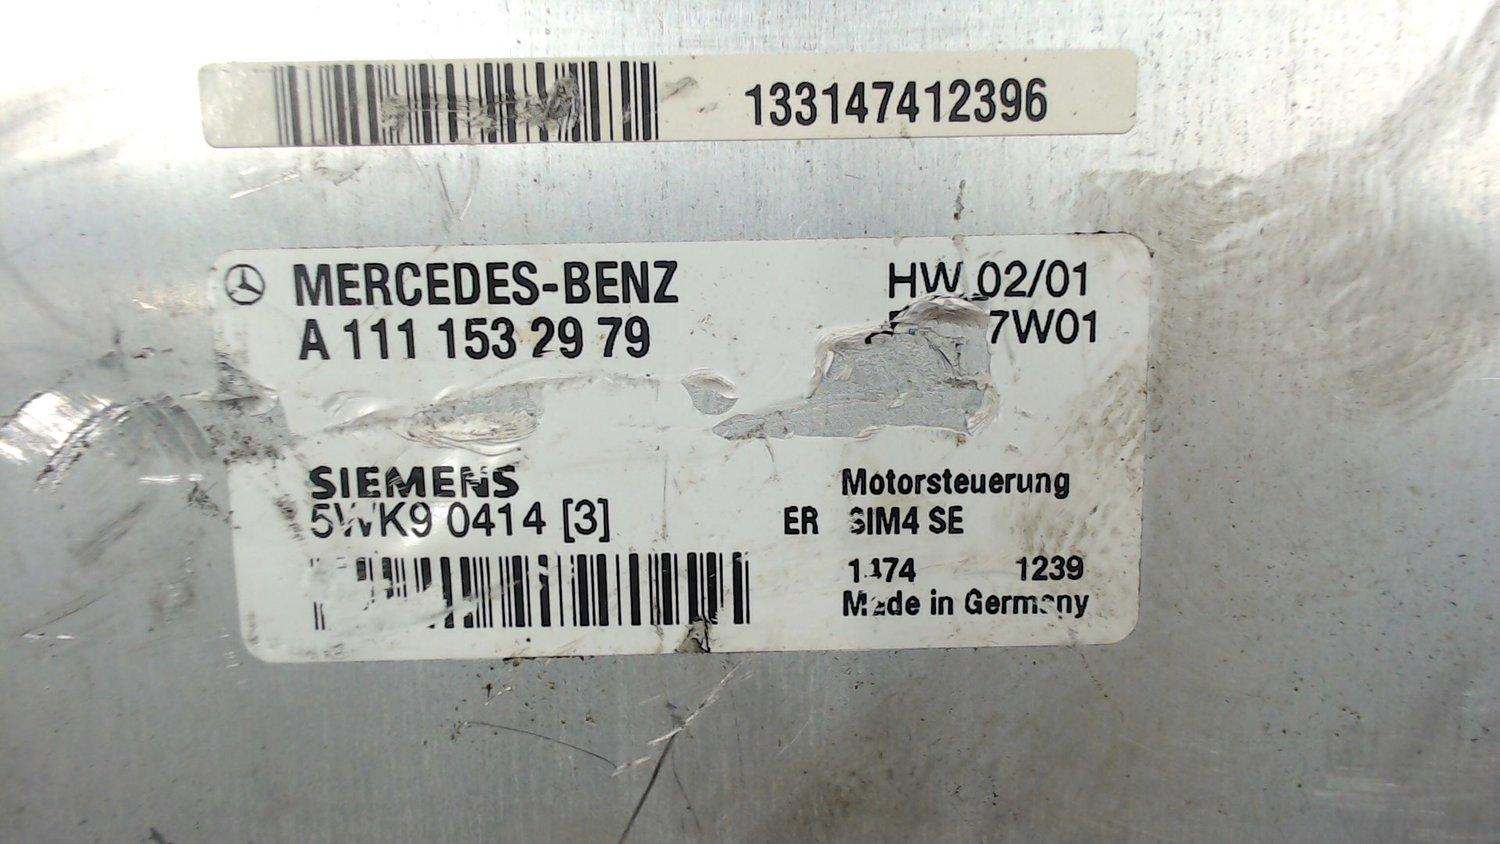 133147412396
MERCEDES-BENZ HW 02/01
A 111 153 29 79 7W01
SIEMENS Motorsteuerung
5WK9 0414 [3] ER SIM4 SE
1239
Made in Germany